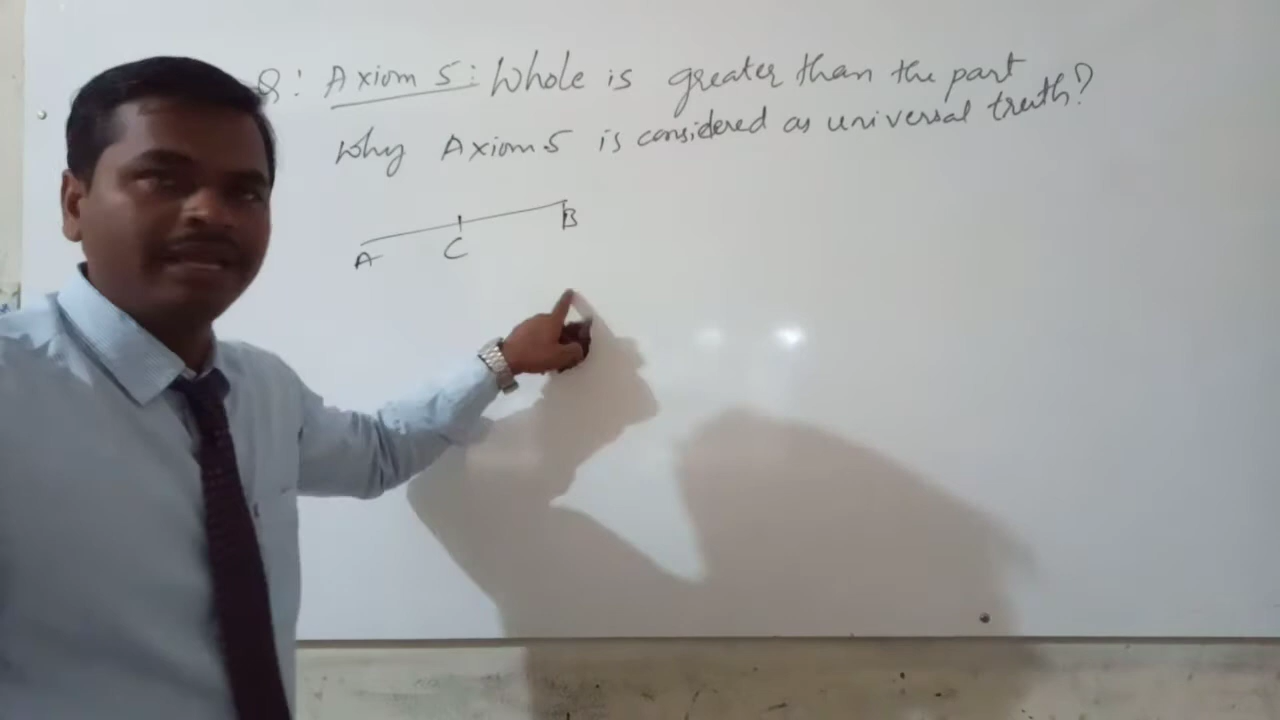 Q: Axiom 5: Whole is greater than the part
Why Axiom 5 is considered as universal truth?
A C B